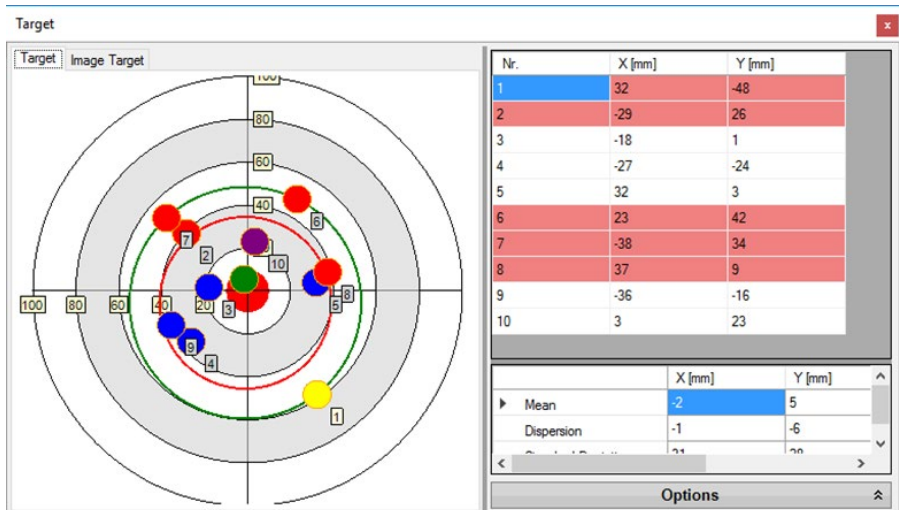 Target
x
Target Image Target
100
80
60
40
100 80 60 40 20
6
7
2
10
8
5
3
9
4
1
Nr. X [mm] Y [mm]
1 32 -48
2 -29 26
3 -18 1
4 -27 -24
5 32 3
6 23 42
7 -38 34
8 37 9
9 -36 -16
10 3 23
X [mm] Y [mm]
Mean -2 5
Dispersion -1 -6
Options